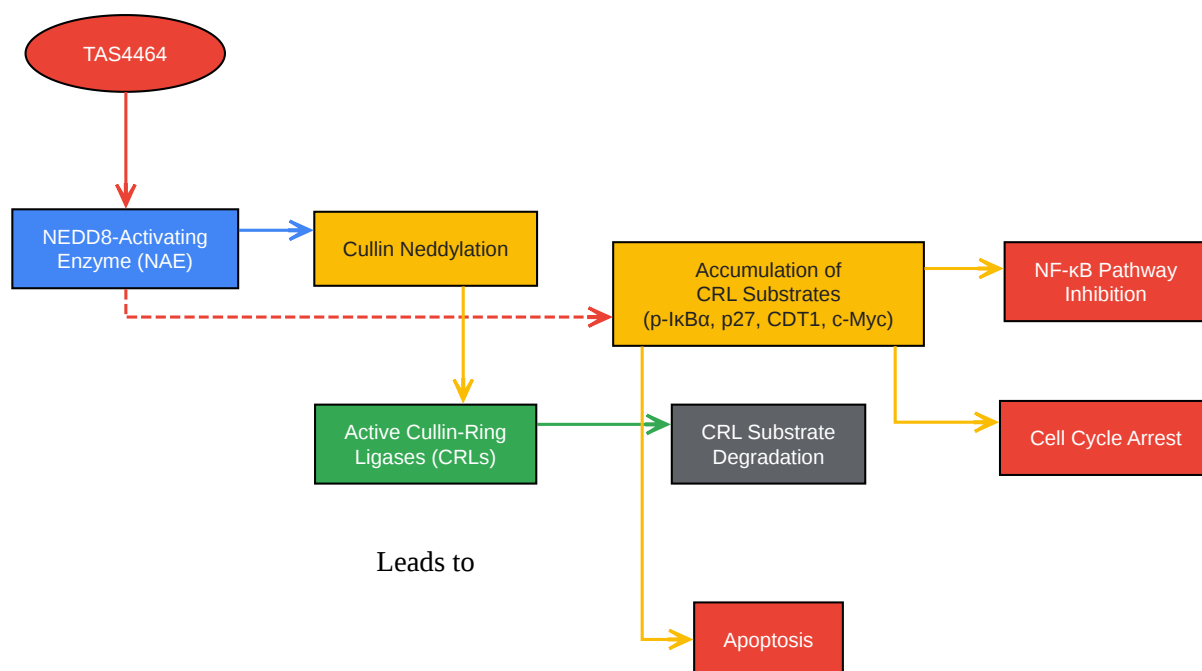 TAS4464
NEDD8-Activating
Enzyme (NAE)
Cullin Neddylation
Accumulation of
CRL Substrates
(p-IκBα, p27, CDT1, c-Myc)
NF-κB Pathway
Inhibition
Active Cullin-Ring
Ligases (CRLs)
CRL Substrate
Degradation
Cell Cycle Arrest
Leads to
Apoptosis